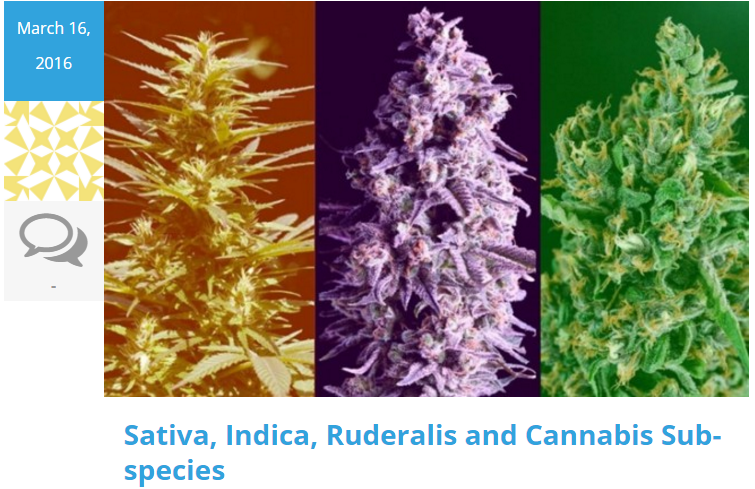 March 16,
2016
-
Sativa, Indica, Ruderalis and Cannabis Sub-
species